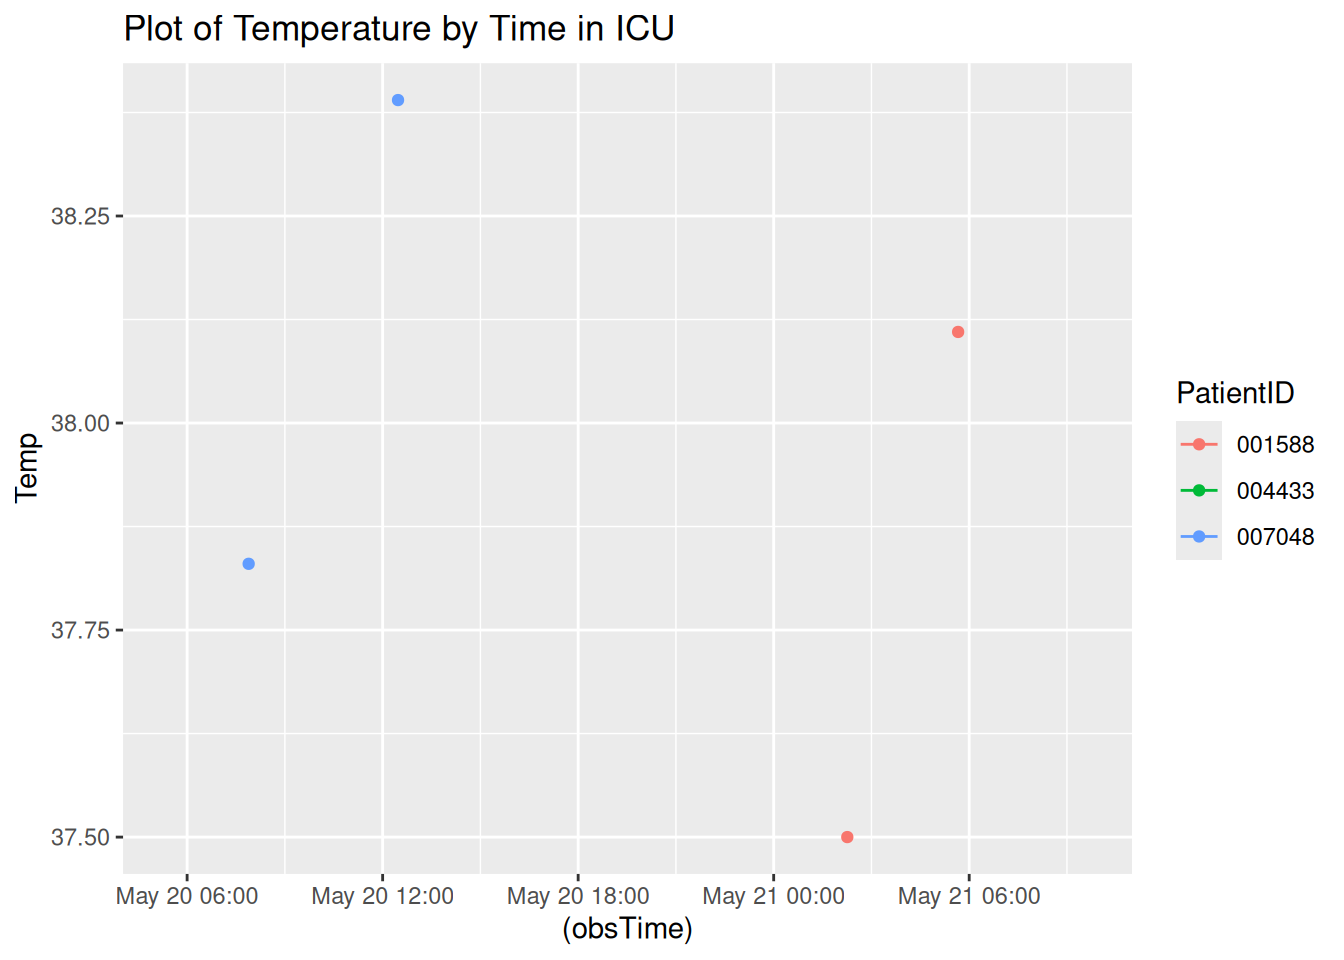 Plot of Temperature by Time in ICU
38.25
38.00
37.75
37.50
Temp
May 20 06:00
May 20 12:00
May 20 18:00
May 21 00:00
May 21 06:00
(obsTime)
PatientID
001588
004433
007048